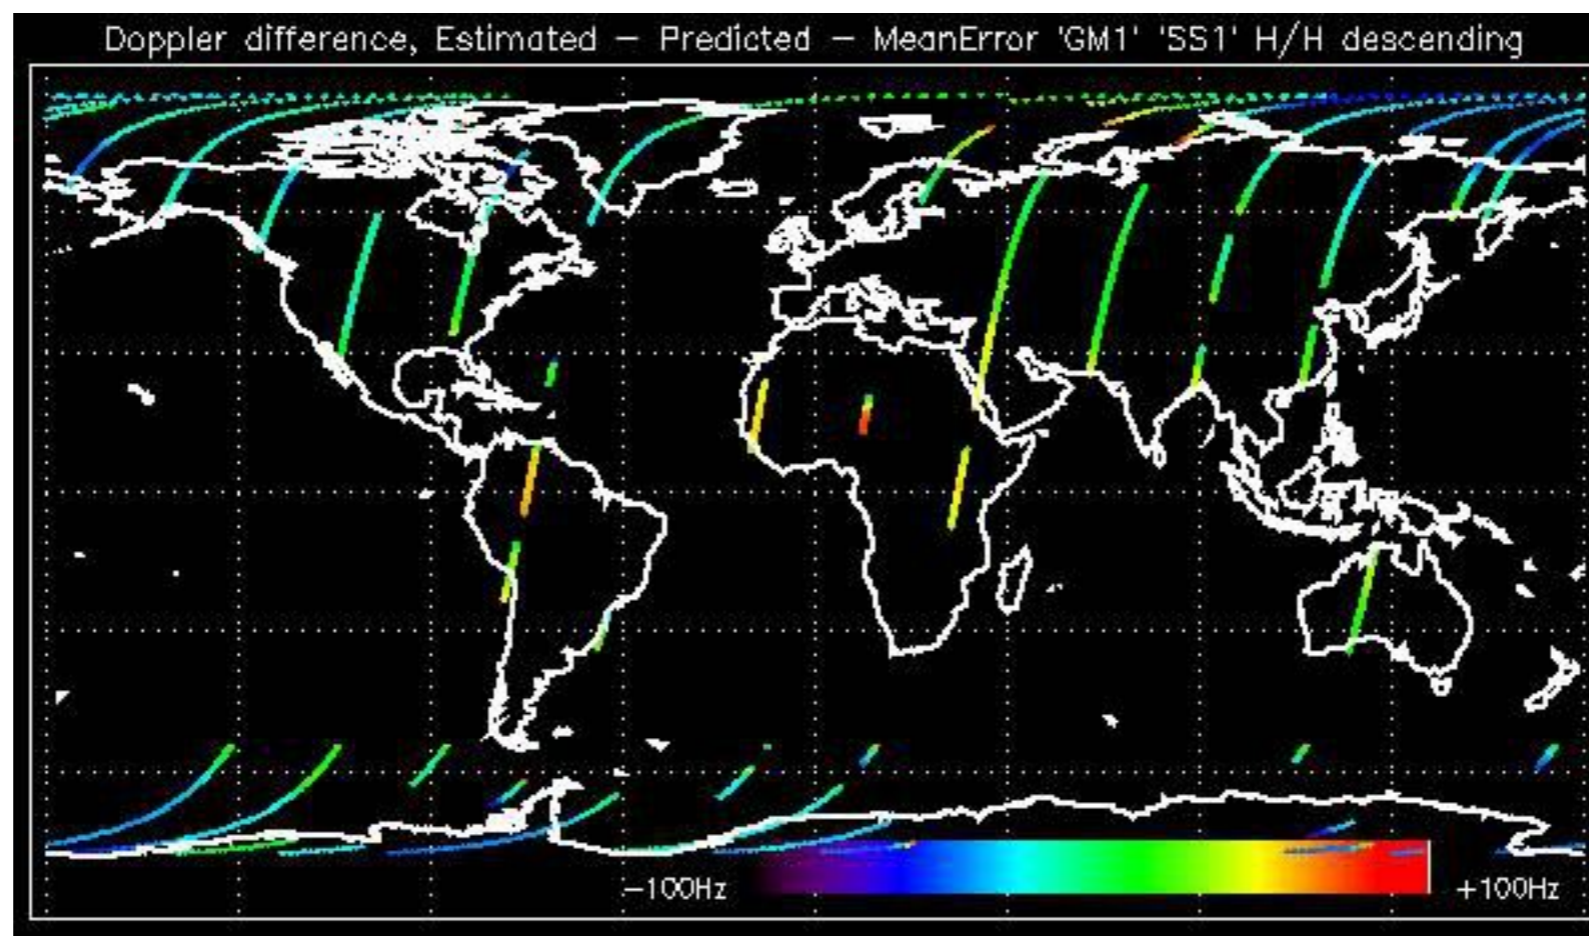 Doppler difference, Estimated – Predicted – MeanError 'GM1' 'SS1' H/H descending
–100Hz +100Hz